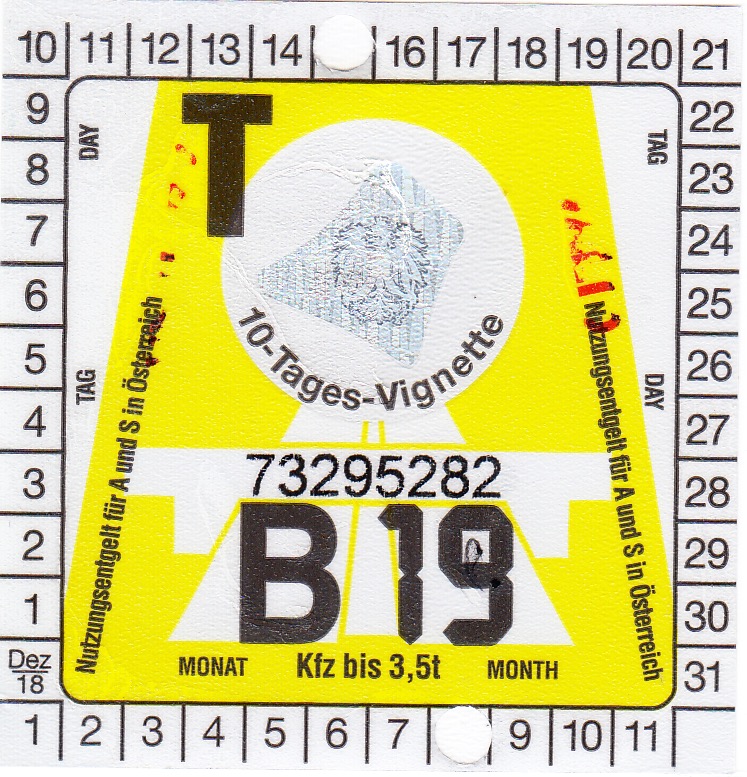 10 11 12 13 14 16 17 18 19 20 21
9 22
8 23
7 24
6 25
5 26
4 27
3 28
2 29
1 30
Dez
18
31
1 2 3 4 5 6 7 9 10 11
DAY
TAG
TAG
DAY
T
10-Tages-Vignette
Nutzungsentgelt für A und S in Österreich
Nutzungsentgelt für A und S in Österreich
73295282
B 19
MONAT Kfz bis 3,5t MONTH